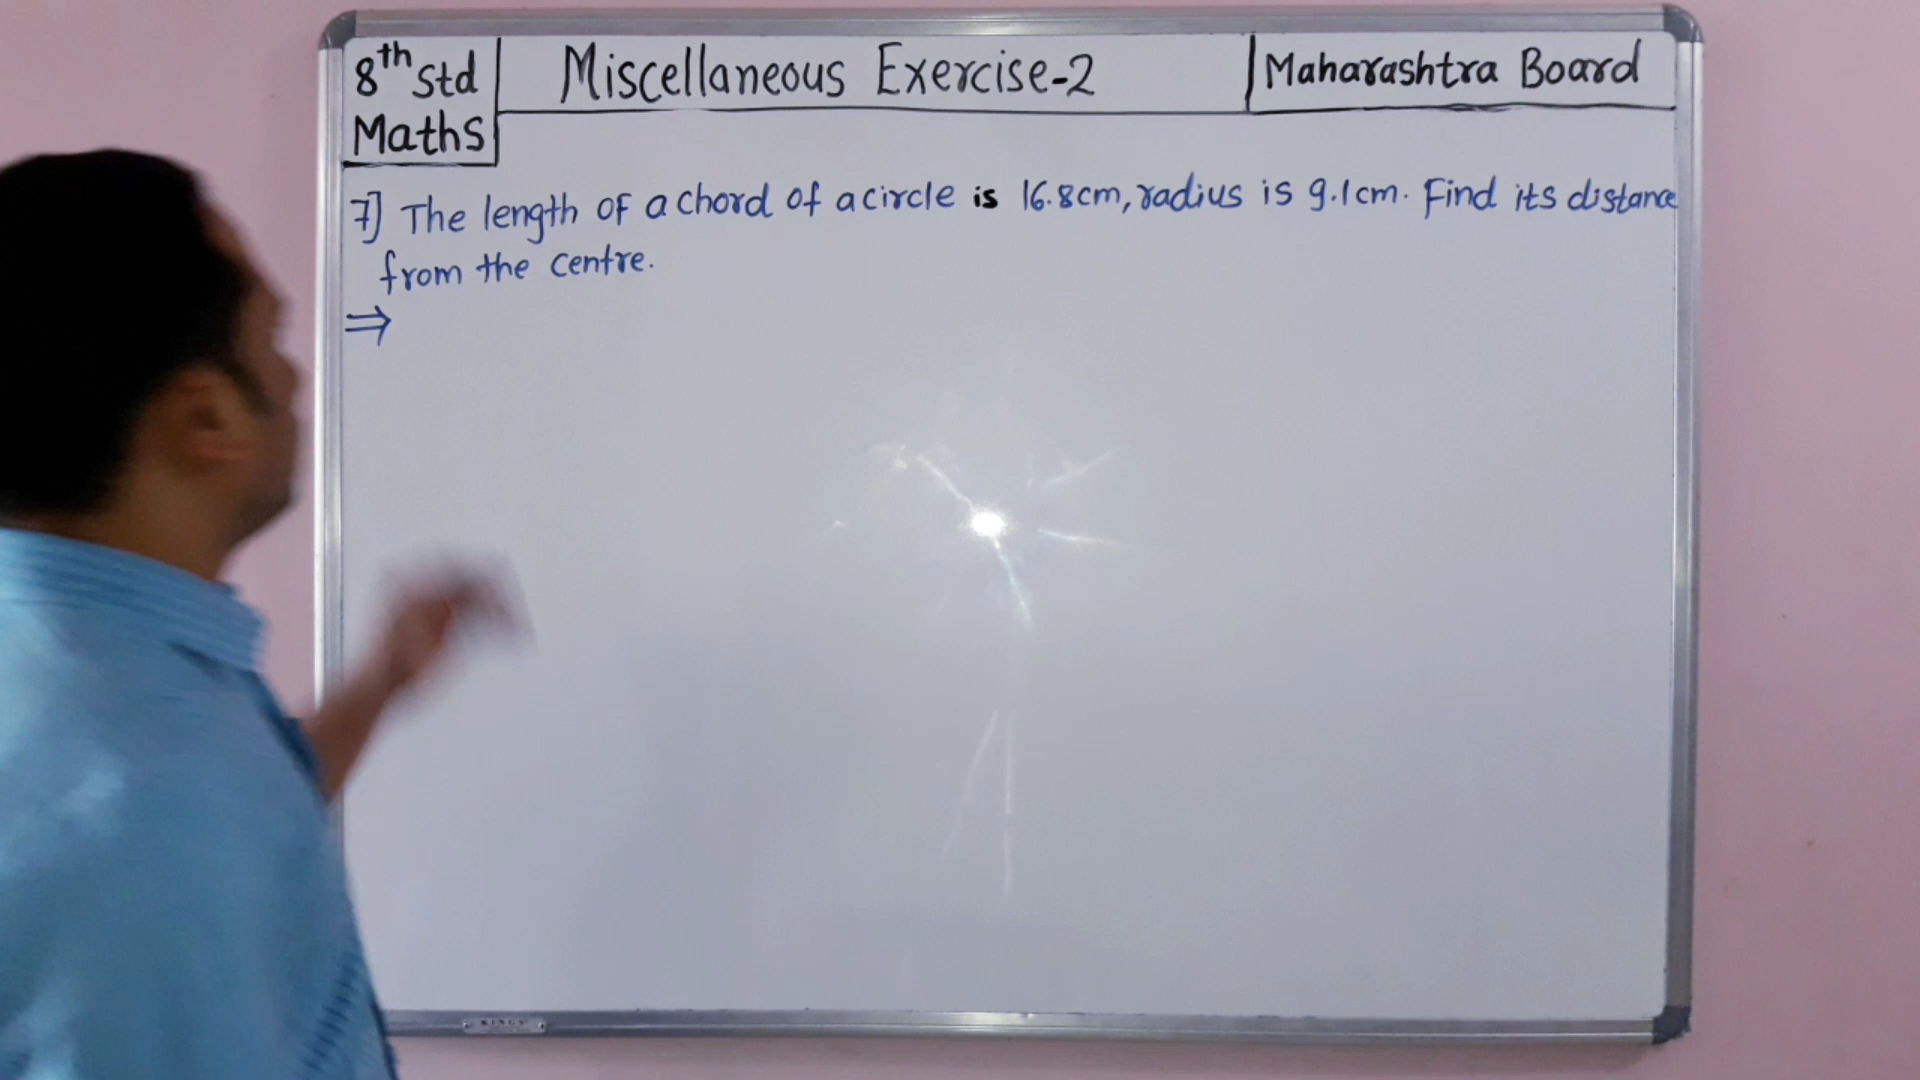 8th std Maths
Miscellaneous Exercise-2
Maharashtra Board
7] The length of a chord of a circle is 16.8cm, radius is 9.1cm. Find its distance
from the centre.
⇒
KINGS